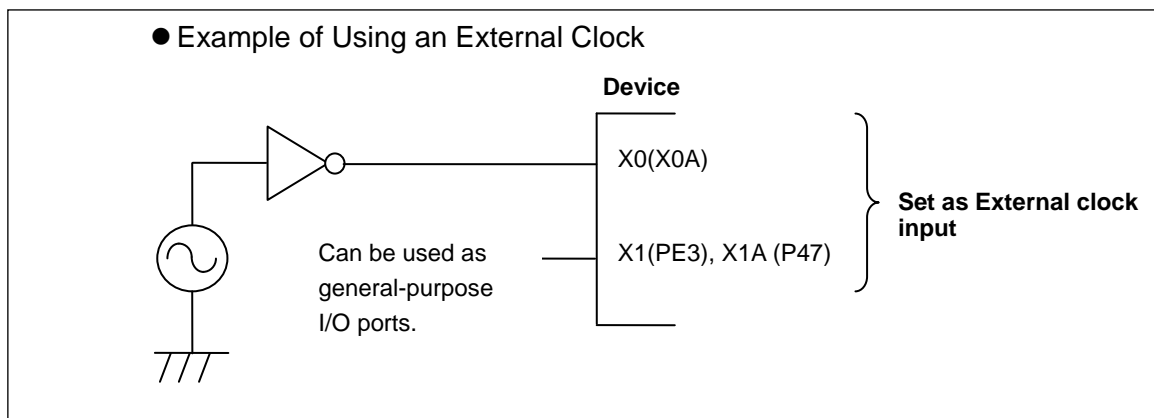 ● Example of Using an External Clock
Device
X0(X0A)
Set as External clock
input
Can be used as
general-purpose
I/O ports.
X1(PE3), X1A (P47)